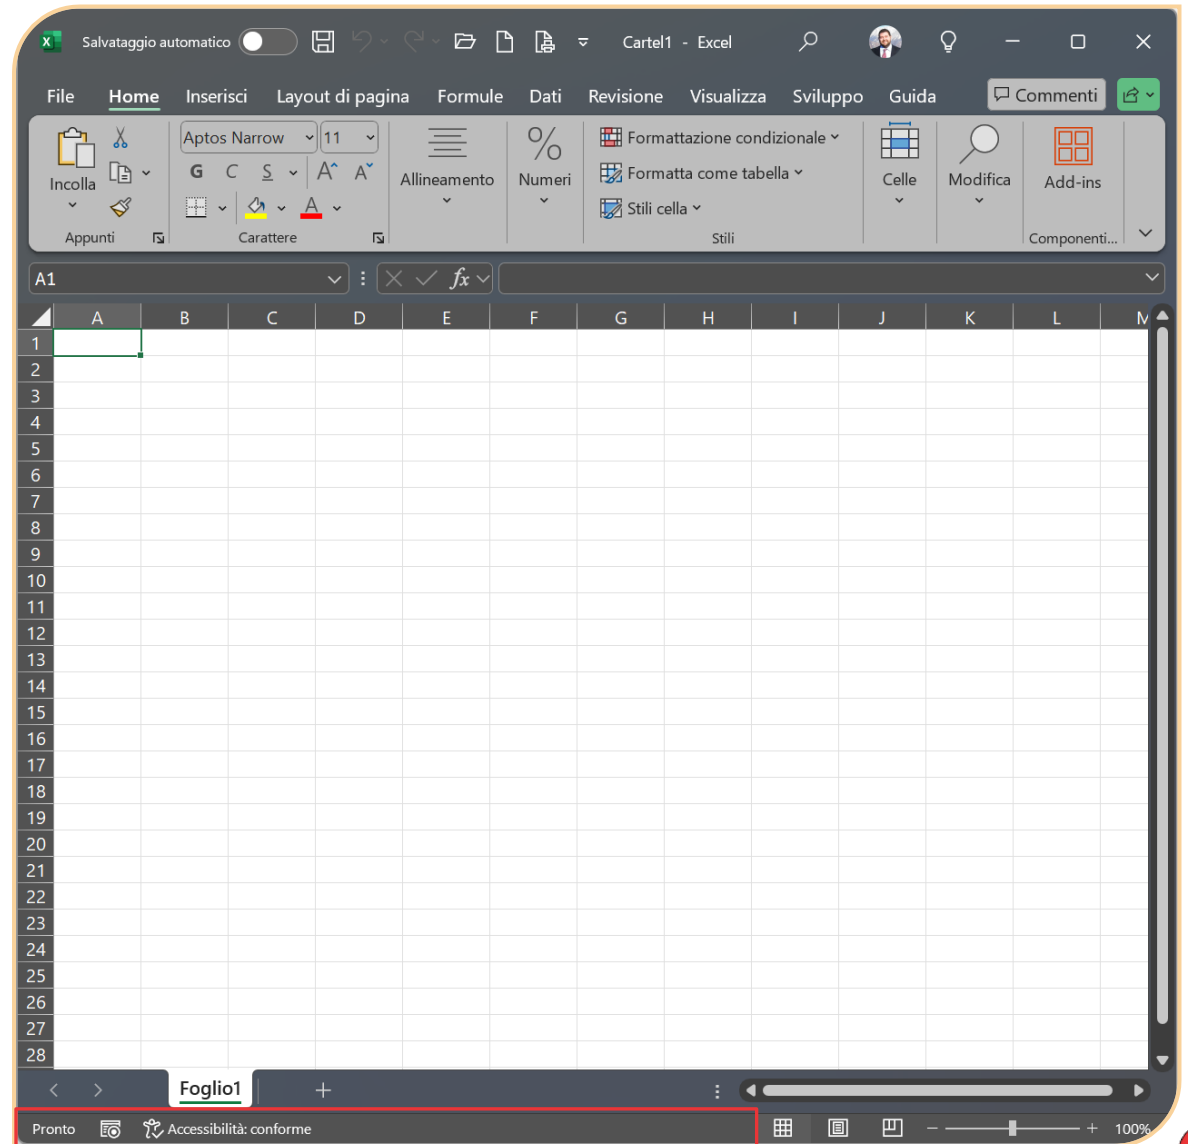 Salvataggio automatico Cartel1 - Excel
File Home Inserisci Layout di pagina Formule Dati Revisione Visualizza Sviluppo Guida Commenti
Incolla
Appunti
Aptos Narrow 11
G C S A A
A
Carattere
Allineamento
%
Numeri
Formattazione condizionale
Formatta come tabella
Stili cella
Stili
Celle
Modifica
Add-ins
Componenti...
A1 fx
A B C D E F G H I J K L M
1
2
3
4
5
6
7
8
9
10
11
12
13
14
15
16
17
18
19
20
21
22
23
24
25
26
27
28
Foglio1
Pronto Accessibilità: conforme 100%